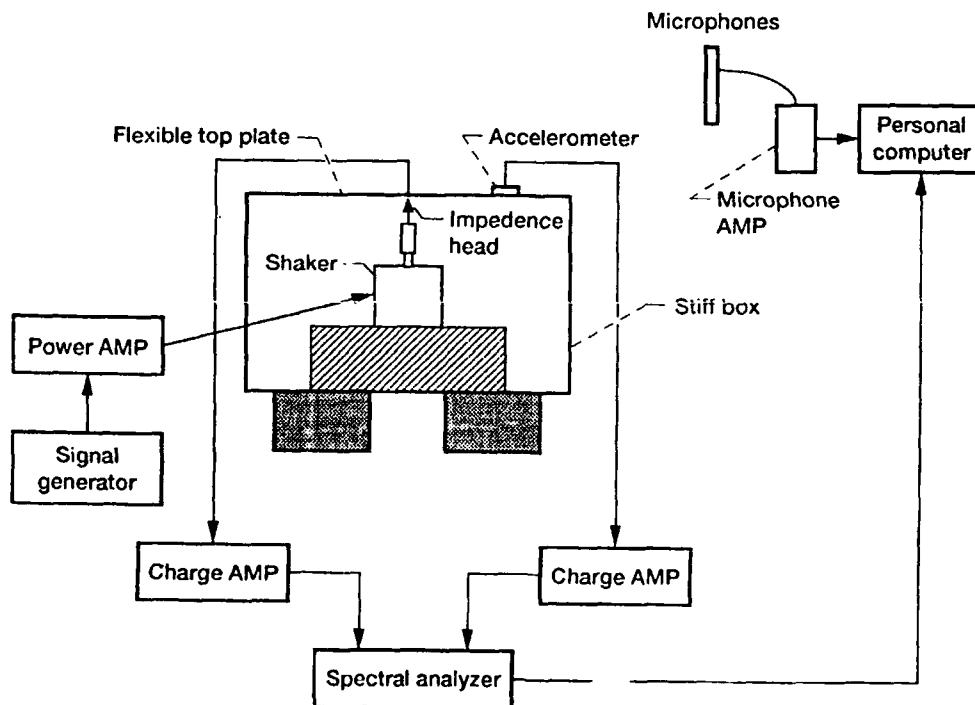 Microphones
Flexible top plate
Accelerometer
Personal
computer
Impedence
head
Microphone
AMP
Shaker
Stiff box
Power AMP
Signal
generator
Charge AMP
Charge AMP
Spectral analyzer